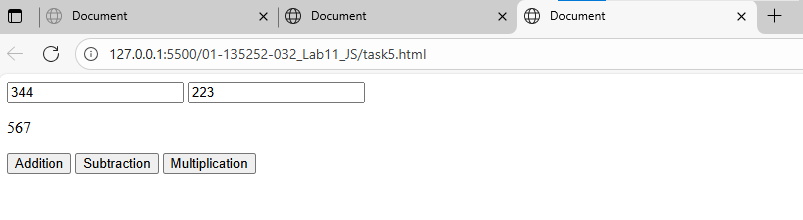 Document Document Document
127.0.0.1:5500/01-135252-032_Lab11_JS/task5.html
344 223
567
Addition Subtraction Multiplication